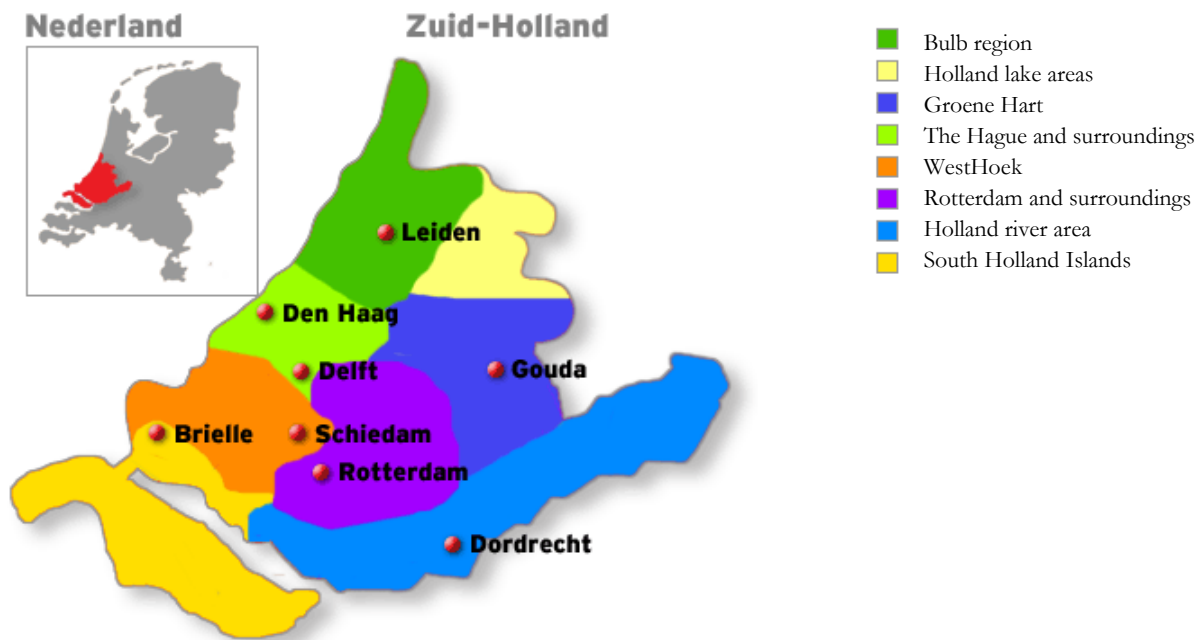 Nederland
Zuid-Holland
Bulb region
Holland lake areas
Groene Hart
The Hague and surroundings
WestHoek
Rotterdam and surroundings
Holland river area
South Holland Islands
Leiden
Den Haag
Delft
Gouda
Brielle
Schiedam
Rotterdam
Dordrecht